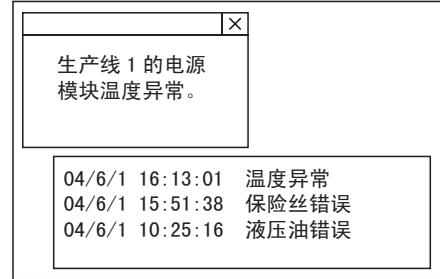 ×
生产线1的电源
模块温度异常。
04/6/1 16:13:01 温度异常
04/6/1 15:51:38 保险丝错误
04/6/1 10:25:16 液压油错误